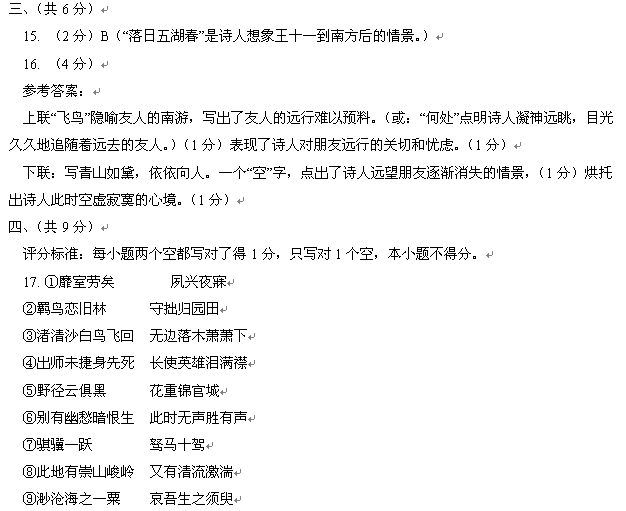 三、（共 6 分）
15. （2 分）B（“落日五湖春”是诗人想象王十一到南方后的情景。）
16. （4 分）
参考答案：
上联“飞鸟”隐喻友人的南游，写出了友人的远行难以预料。（或：“何处”点明诗人凝神远眺，目光
久久地追随着远去的友人。）（1 分）表现了诗人对朋友远行的关切和忧虑。（1 分）
下联：写青山如黛，依依向人。一个“空”字，点出了诗人远望朋友逐渐消失的情景，（1 分）烘托
出诗人此时空虚寂寞的心境。（1 分）
四、（共 9 分）
评分标准：每小题两个空都写对了得 1 分，只写对 1 个空，本小题不得分。
17. ①靡室劳矣 夙兴夜寐
②羁鸟恋旧林 守拙归园田
③渚清沙白鸟飞回 无边落木萧萧下
④出师未捷身先死 长使英雄泪满襟
⑤野径云俱黑 花重锦官城
⑥别有幽愁暗恨生 此时无声胜有声
⑦骐骥一跃 驽马十驾
⑧此地有崇山峻岭 又有清流激湍
⑨渺沧海之一粟 哀吾生之须臾